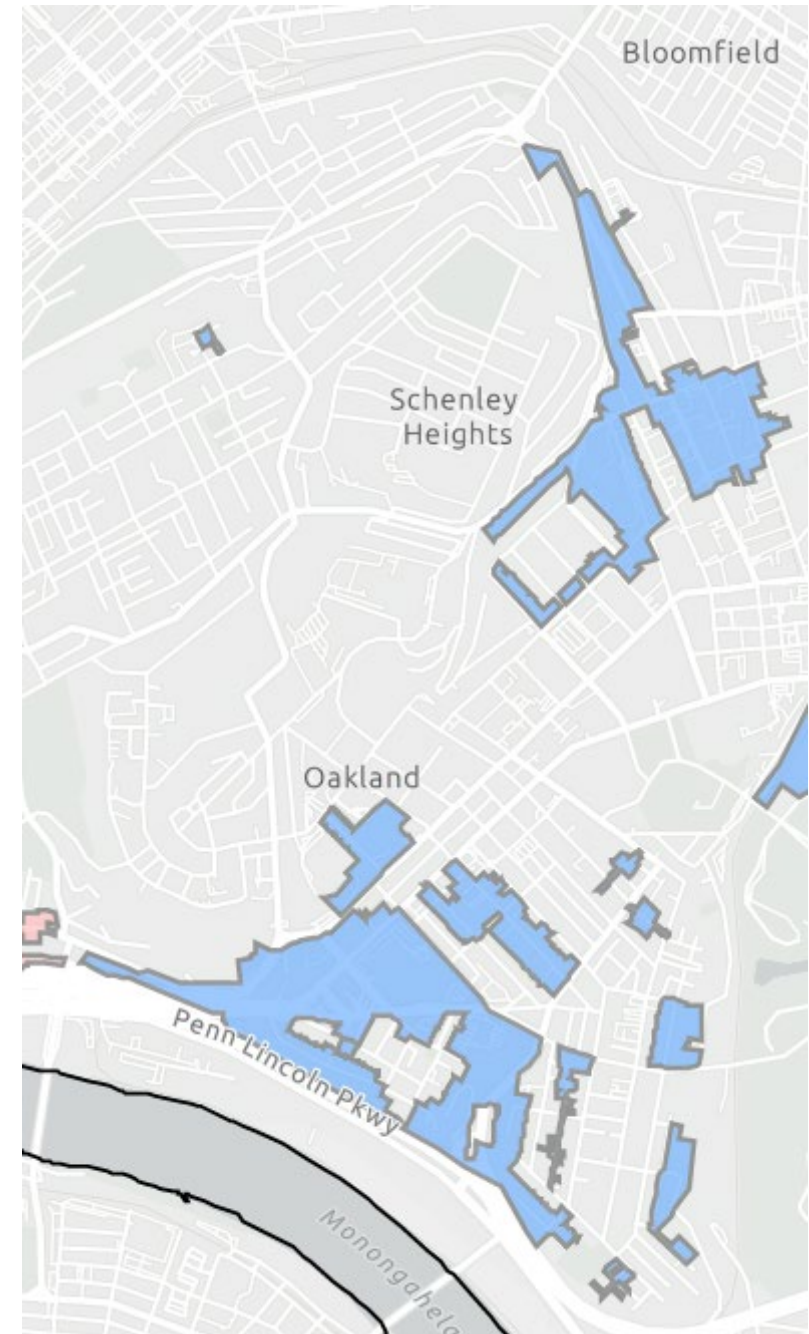 Bloomfield
Schenley
Heights
Oakland
Penn Lincoln Pkwy
Monongahela